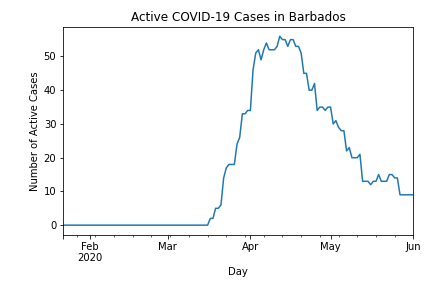 Active COVID-19 Cases in Barbados
50
40
30
20
10
0
Number of Active Cases
Feb
2020
Mar
Apr
May
Jun
Day